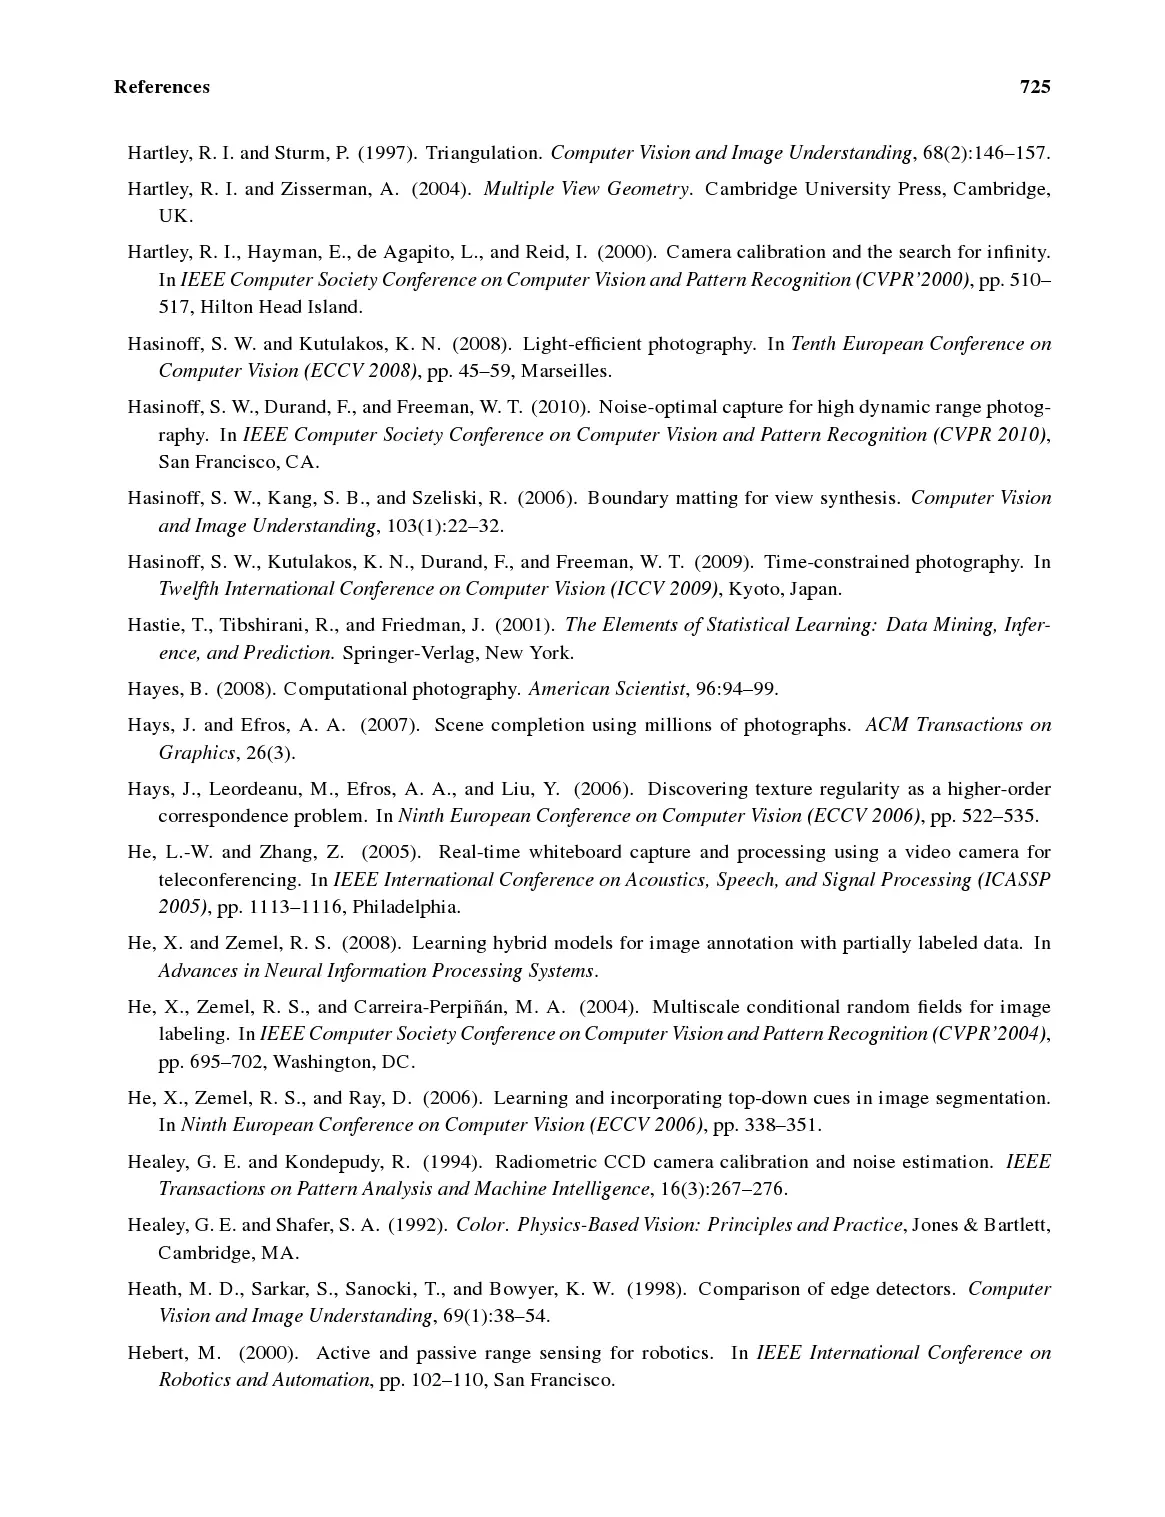 References 725
Hartley, R. I. and Sturm, P. (1997). Triangulation. Computer Vision and Image Understanding, 68(2):146–157.
Hartley, R. I. and Zisserman, A. (2004). Multiple View Geometry. Cambridge University Press, Cambridge,
UK.
Hartley, R. I., Hayman, E., de Agapito, L., and Reid, I. (2000). Camera calibration and the search for infinity.
In IEEE Computer Society Conference on Computer Vision and Pattern Recognition (CVPR’2000), pp. 510–
517, Hilton Head Island.
Hasinoff, S. W. and Kutulakos, K. N. (2008). Light-efficient photography. In Tenth European Conference on
Computer Vision (ECCV 2008), pp. 45–59, Marseilles.
Hasinoff, S. W., Durand, F., and Freeman, W. T. (2010). Noise-optimal capture for high dynamic range photog-
raphy. In IEEE Computer Society Conference on Computer Vision and Pattern Recognition (CVPR 2010),
San Francisco, CA.
Hasinoff, S. W., Kang, S. B., and Szeliski, R. (2006). Boundary matting for view synthesis. Computer Vision
and Image Understanding, 103(1):22–32.
Hasinoff, S. W., Kutulakos, K. N., Durand, F., and Freeman, W. T. (2009). Time-constrained photography. In
Twelfth International Conference on Computer Vision (ICCV 2009), Kyoto, Japan.
Hastie, T., Tibshirani, R., and Friedman, J. (2001). The Elements of Statistical Learning: Data Mining, Infer-
ence, and Prediction. Springer-Verlag, New York.
Hayes, B. (2008). Computational photography. American Scientist, 96:94–99.
Hays, J. and Efros, A. A. (2007). Scene completion using millions of photographs. ACM Transactions on
Graphics, 26(3).
Hays, J., Leordeanu, M., Efros, A. A., and Liu, Y. (2006). Discovering texture regularity as a higher-order
correspondence problem. In Ninth European Conference on Computer Vision (ECCV 2006), pp. 522–535.
He, L.-W. and Zhang, Z. (2005). Real-time whiteboard capture and processing using a video camera for
teleconferencing. In IEEE International Conference on Acoustics, Speech, and Signal Processing (ICASSP
2005), pp. 1113–1116, Philadelphia.
He, X. and Zemel, R. S. (2008). Learning hybrid models for image annotation with partially labeled data. In
Advances in Neural Information Processing Systems.
He, X., Zemel, R. S., and Carreira-Perpiñán, M. A. (2004). Multiscale conditional random fields for image
labeling. In IEEE Computer Society Conference on Computer Vision and Pattern Recognition (CVPR’2004),
pp. 695–702, Washington, DC.
He, X., Zemel, R. S., and Ray, D. (2006). Learning and incorporating top-down cues in image segmentation.
In Ninth European Conference on Computer Vision (ECCV 2006), pp. 338–351.
Healey, G. E. and Kondepudy, R. (1994). Radiometric CCD camera calibration and noise estimation. IEEE
Transactions on Pattern Analysis and Machine Intelligence, 16(3):267–276.
Healey, G. E. and Shafer, S. A. (1992). Color. Physics-Based Vision: Principles and Practice, Jones & Bartlett,
Cambridge, MA.
Heath, M. D., Sarkar, S., Sanocki, T., and Bowyer, K. W. (1998). Comparison of edge detectors. Computer
Vision and Image Understanding, 69(1):38–54.
Hebert, M. (2000). Active and passive range sensing for robotics. In IEEE International Conference on
Robotics and Automation, pp. 102–110, San Francisco.